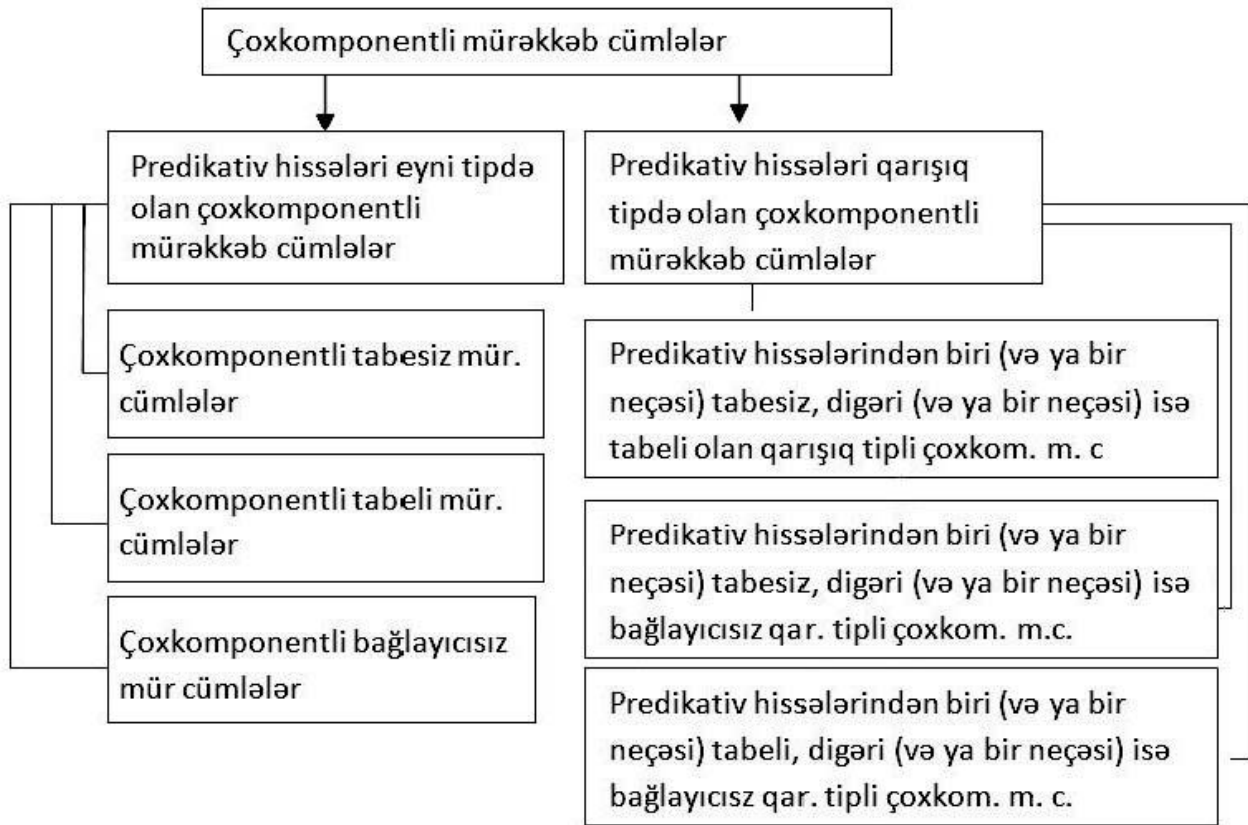 Çoxkomponentli mürəkkəb cümlələr
Predikativ hissələri eyni tipdə
olan çoxkomponentli
mürəkkəb cümlələr
Çoxkomponentli tabesiz mür.
cümlələr
Çoxkomponentli tabeli mür.
cümlələr
Çoxkomponentli bağlayıcısız
mür cümlələr
Predikativ hissələri qarışıq
tipdə olan çoxkomponentli
mürəkkəb cümlələr
Predikativ hissələrindən biri (və ya bir
neçəsi) tabesiz, digəri (və ya bir neçəsi) isə
tabeli olan qarışıq tipli çoxkom. m. c
Predikativ hissələrindən biri (və ya bir
neçəsi) tabesiz, digəri (və ya bir neçəsi) isə
bağlayıcısız qar. tipli çoxkom. m.c.
Predikativ hissələrindən biri (və ya bir
neçəsi) tabeli, digəri (və ya bir neçəsi) isə
bağlayıcısz qar. tipli çoxkom. m. c.